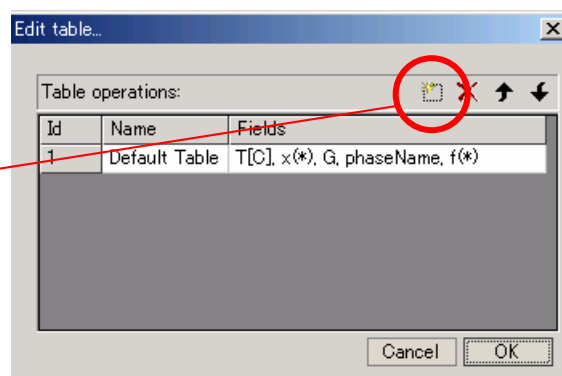 Edit table...
Table operations:
Id Name Fields
1 Default Table T[C], x(*), G, phaseName, f(*)
Cancel OK